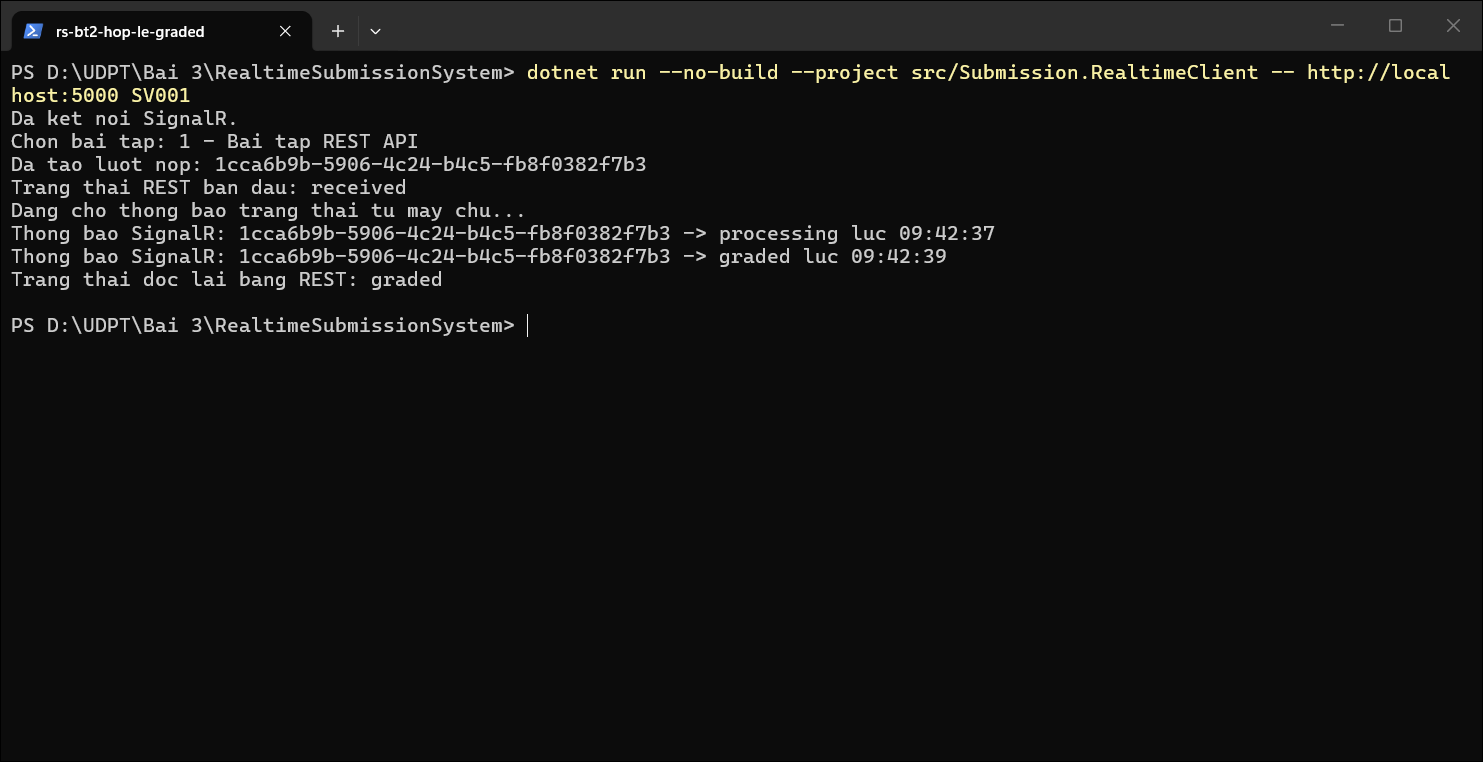 rs-bt2-hop-le-graded
PS D:\UDPT\Bai 3\RealtimeSubmissionSystem> dotnet run --no-build --project src/Submission.RealtimeClient -- http://local
host:5000 SV001
Da ket noi SignalR.
Chon bai tap: 1 - Bai tap REST API
Da tao luot nop: 1cca6b9b-5906-4c24-b4c5-fb8f0382f7b3
Trang thai REST ban dau: received
Dang cho thong bao trang thai tu may chu...
Thong bao SignalR: 1cca6b9b-5906-4c24-b4c5-fb8f0382f7b3 -> processing luc 09:42:37
Thong bao SignalR: 1cca6b9b-5906-4c24-b4c5-fb8f0382f7b3 -> graded luc 09:42:39
Trang thai doc lai bang REST: graded
PS D:\UDPT\Bai 3\RealtimeSubmissionSystem>